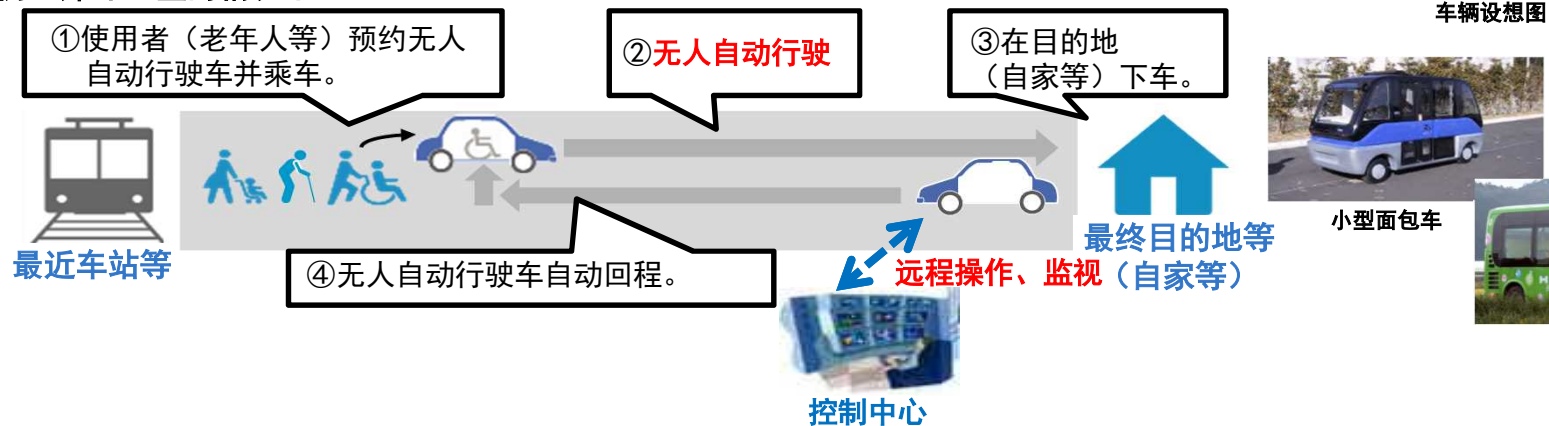 车辆设想图
①使用者（老年人等）预约无人
自动行驶车并乘车。
②无人自动行驶
③在目的地
（自家等）下车。
小型面包车
最近车站等
最终目的地等
（自家等）
④无人自动行驶车自动回程。
远程操作、监视
控制中心